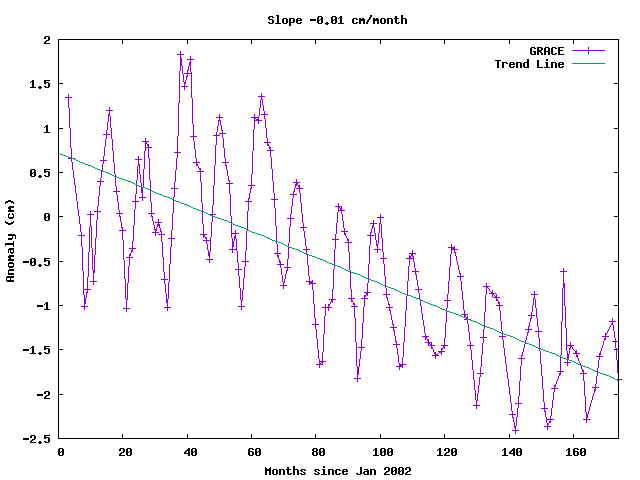 Slope -0.01 cm/month
GRACE
Trend Line
2
1.5
1
0.5
0
-0.5
-1
-1.5
-2
-2.5
Anomaly (cm)
0 20 40 60 80 100 120 140 160
Months since Jan 2002